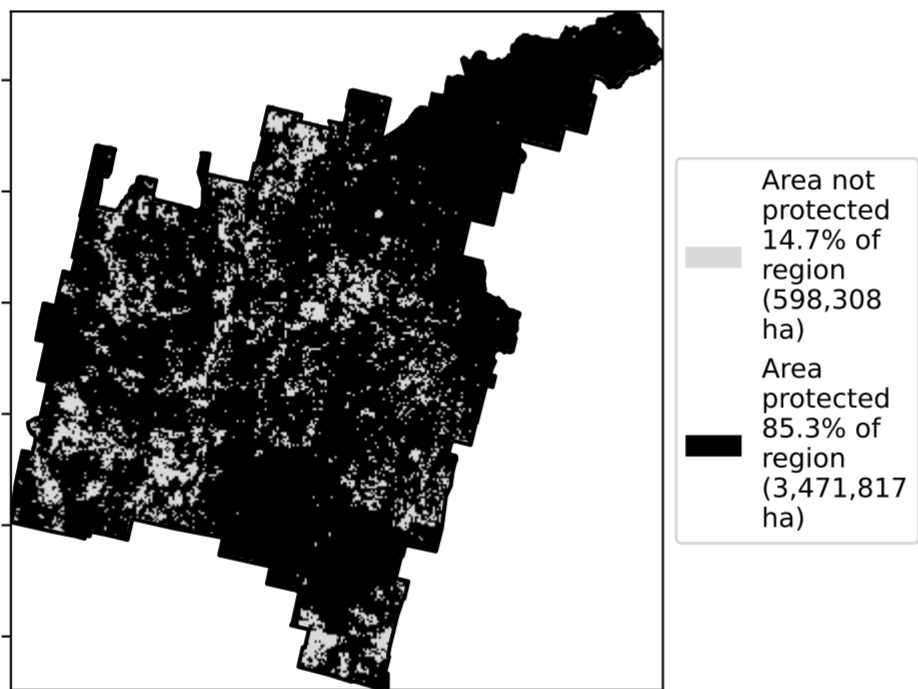 Area not
protected
14.7% of
region
(598,308
ha)
Area
protected
85.3% of
region
(3,471,817
ha)